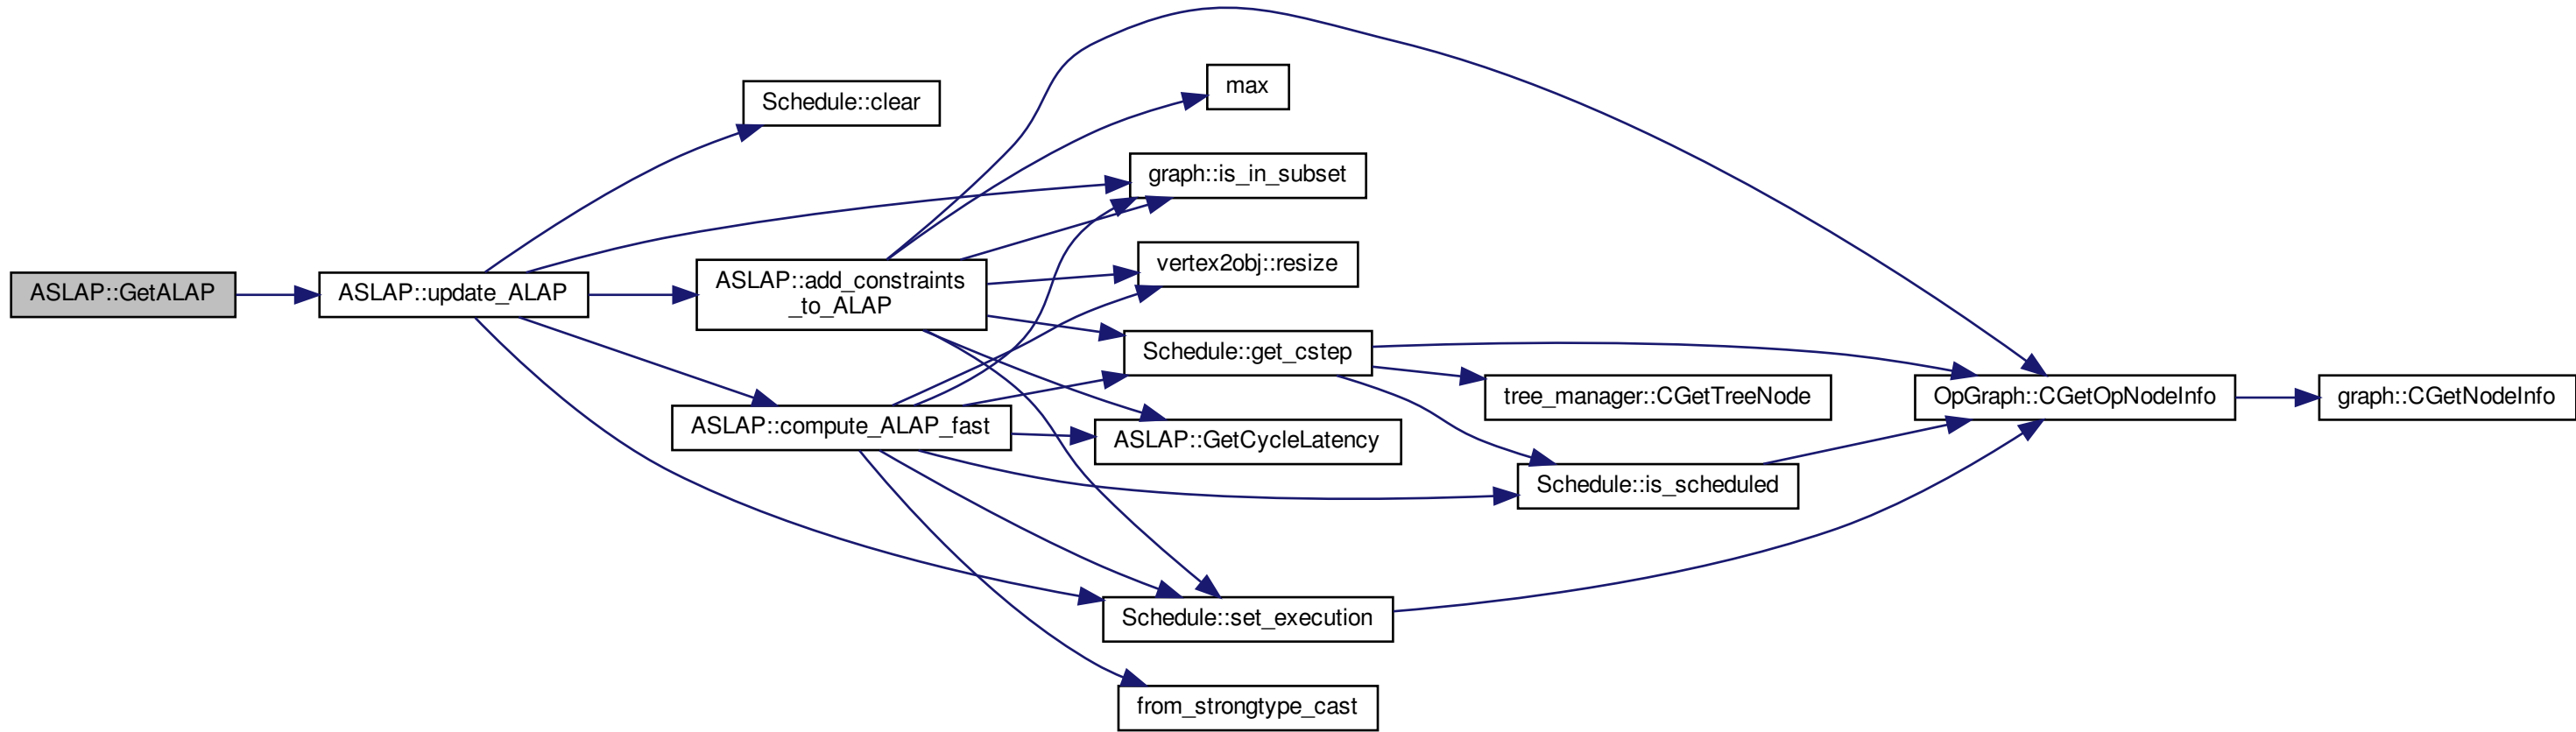 ASLAP::GetALAP
ASLAP::update_ALAP
Schedule::clear
ASLAP::add_constraints
_to_ALAP
ASLAP::compute_ALAP_fast
max
graph::is_in_subset
vertex2obj::resize
Schedule::get_cstep
ASLAP::GetCycleLatency
Schedule::set_execution
from_strongtype_cast
tree_manager::CGetTreeNode
Schedule::is_scheduled
OpGraph::CGetOpNodeInfo
graph::CGetNodeInfo